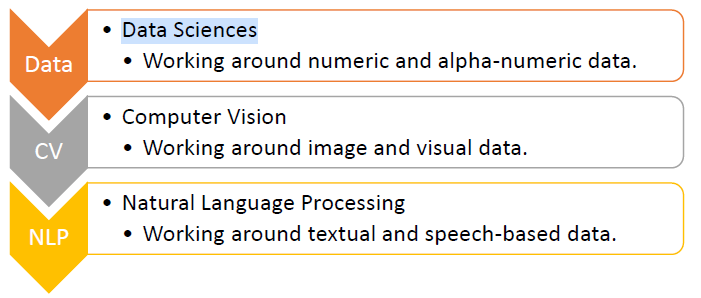 Data
• Data Sciences
• Working around numeric and alpha-numeric data.
CV
• Computer Vision
• Working around image and visual data.
NLP
• Natural Language Processing
• Working around textual and speech-based data.